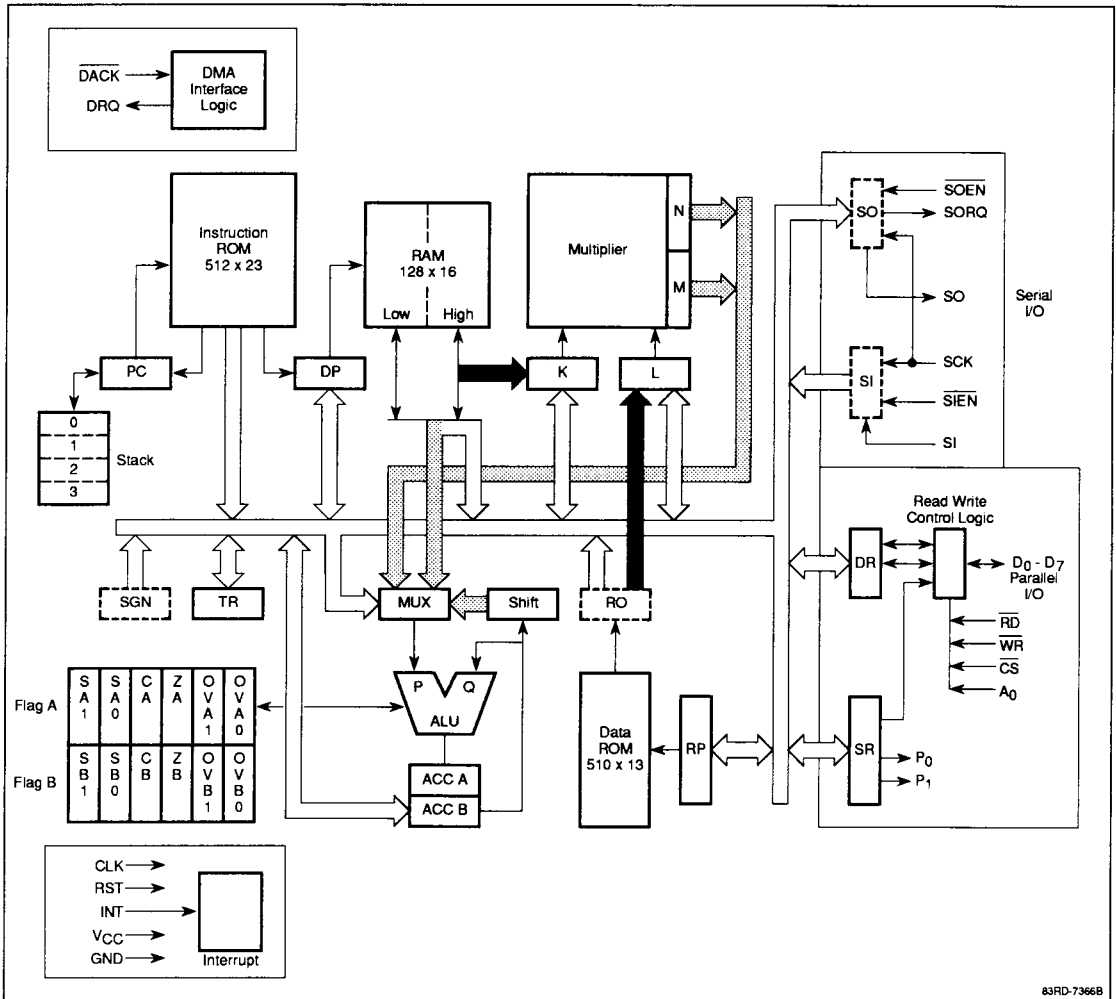 DACK
DRQ
DMA
Interface
Logic
Instruction
ROM
512 x 23
RAM
128 x 16
Low
High
Multiplier
N
M
SO
SOEN
SORQ
SO
Serial
I/O
SCK
SI
SIEN
SI
PC
DP
K
L
0
1
2
3
Stack
Read Write
Control Logic
DR
D0 - D7
Parallel
I/O
RD
WR
CS
A0
SGN
TR
MUX
Shift
RO
P
Q
ALU
Flag A
SA1
SA0
CA
ZA
OVA1
OVA0
Flag B
SB1
SB0
CB
ZB
OVB1
OVB0
ACC A
ACC B
Data
ROM
510 x 13
RP
SR
P0
P1
CLK
RST
INT
VCC
GND
Interrupt
83RD-7366B